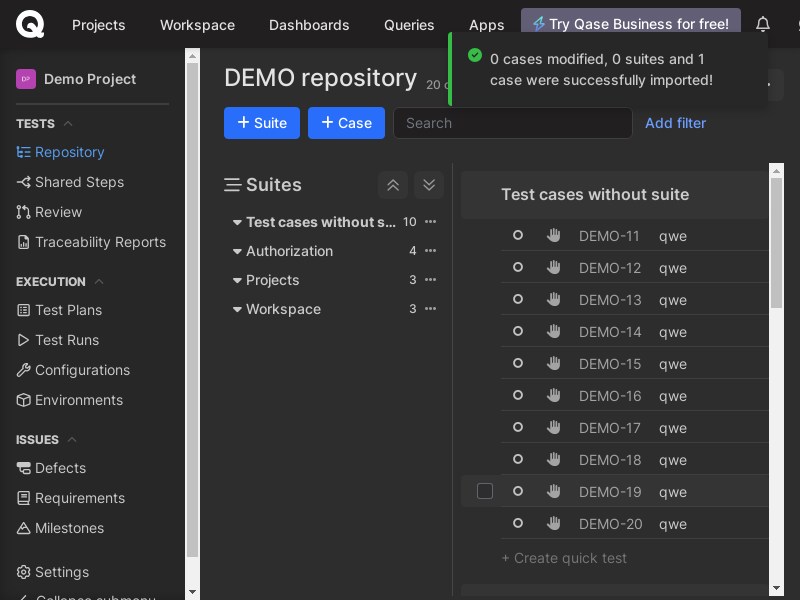 Projects
Workspace
Dashboards
Queries
Apps
Try Qase Business for free!
0 cases modified, 0 suites and 1
case were successfully imported!
DP
Demo Project
DEMO repository
20
+ Suite
+ Case
Search
Add filter
TESTS
Repository
Shared Steps
Review
Traceability Reports
EXECUTION
Test Plans
Test Runs
Configurations
Environments
ISSUES
Defects
Requirements
Milestones
Settings
Collapse submenu
Suites
Test cases without s... 10
Authorization 4
Projects 3
Workspace 3
Test cases without suite
DEMO-11 qwe
DEMO-12 qwe
DEMO-13 qwe
DEMO-14 qwe
DEMO-15 qwe
DEMO-16 qwe
DEMO-17 qwe
DEMO-18 qwe
DEMO-19 qwe
DEMO-20 qwe
+ Create quick test